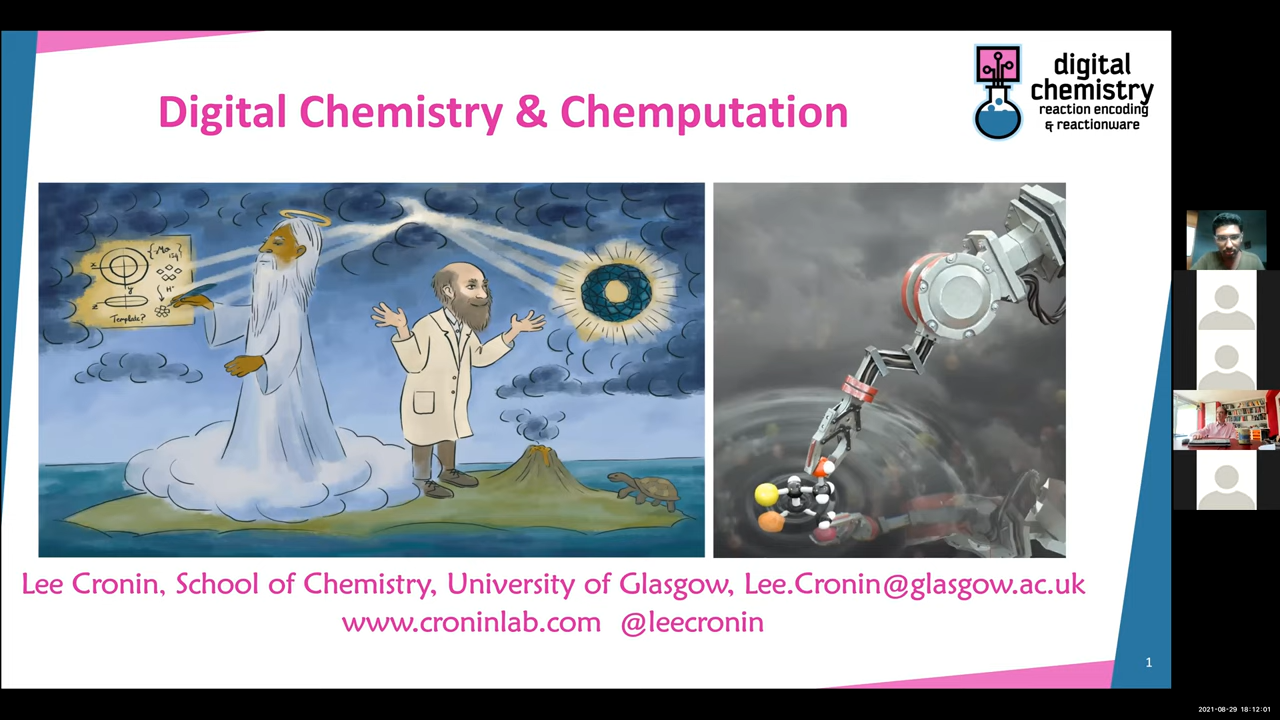 Digital Chemistry & Chemputation
digital
chemistry
reaction encoding
& reactionware
Template?
Lee Cronin, School of Chemistry, University of Glasgow, Lee.Cronin@glasgow.ac.uk
www.croninlab.com @leecronin
1
2021-08-29 18:12:01